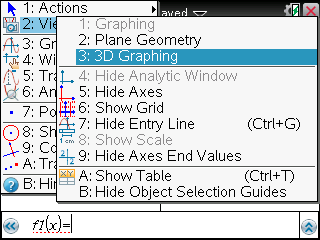 1: Actions
2: Vie
3: Gr
4: Wi
5: Tra
6: An
7: Po
8: Sh
9: Co
A: Tra
B: Hi
aved
1: Graphing
2: Plane Geometry
3: 3D Graphing
4: Hide Analytic Window
5: Hide Axes
6: Show Grid
7: Hide Entry Line (Ctrl+G)
8: Show Scale
9: Hide Axes End Values
A: Show Table (Ctrl+T)
B: Hide Object Selection Guides
1 cm
f1(x)=